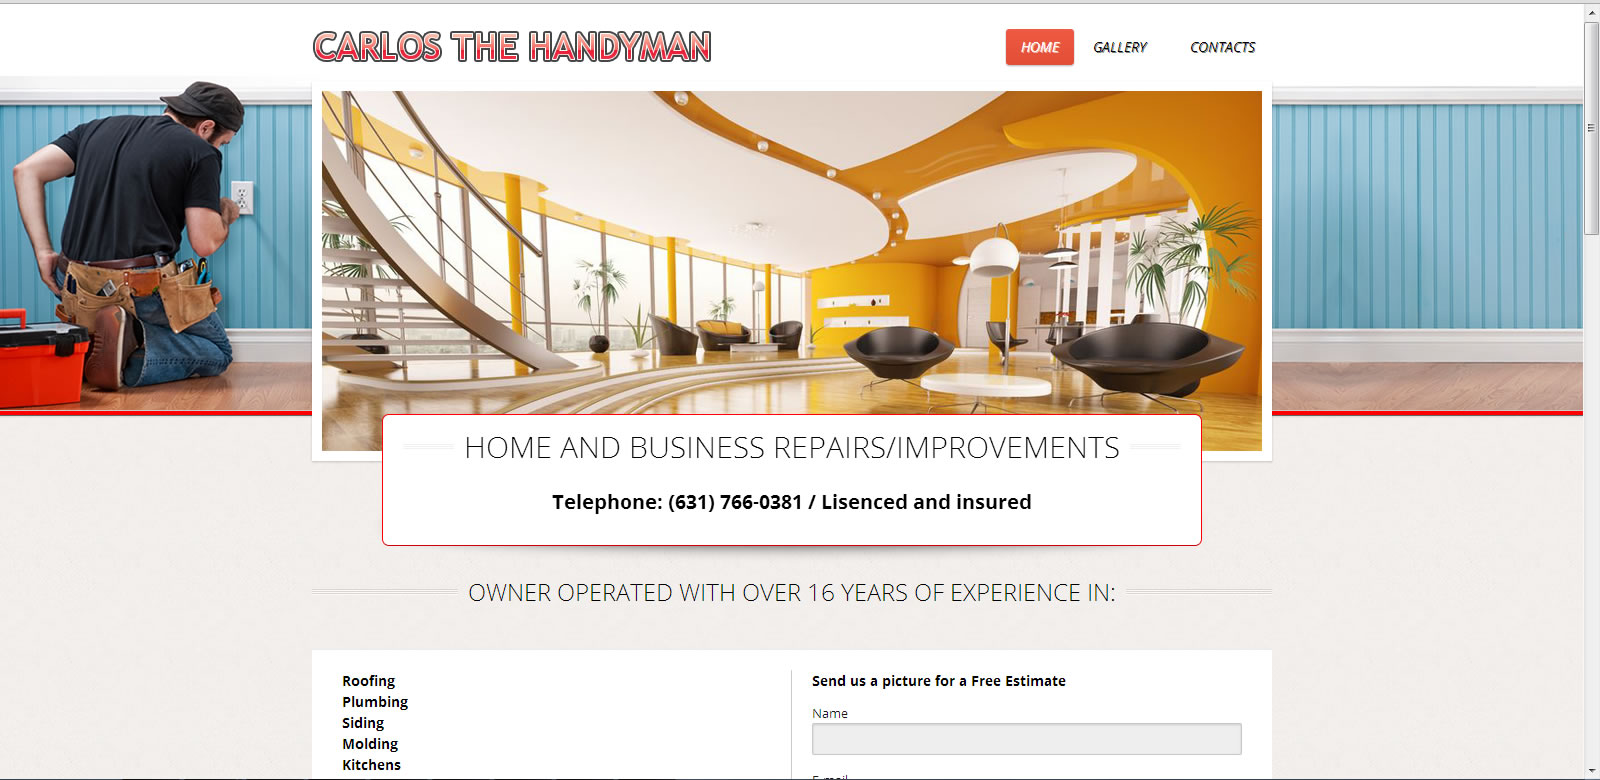 CARLOS THE HANDYMAN
HOME GALLERY CONTACTS
HOME AND BUSINESS REPAIRS/IMPROVEMENTS
Telephone: (631) 766-0381 / Lisenced and insured
OWNER OPERATED WITH OVER 16 YEARS OF EXPERIENCE IN:
Roofing
Plumbing
Siding
Molding
Kitchens
Send us a picture for a Free Estimate
Name